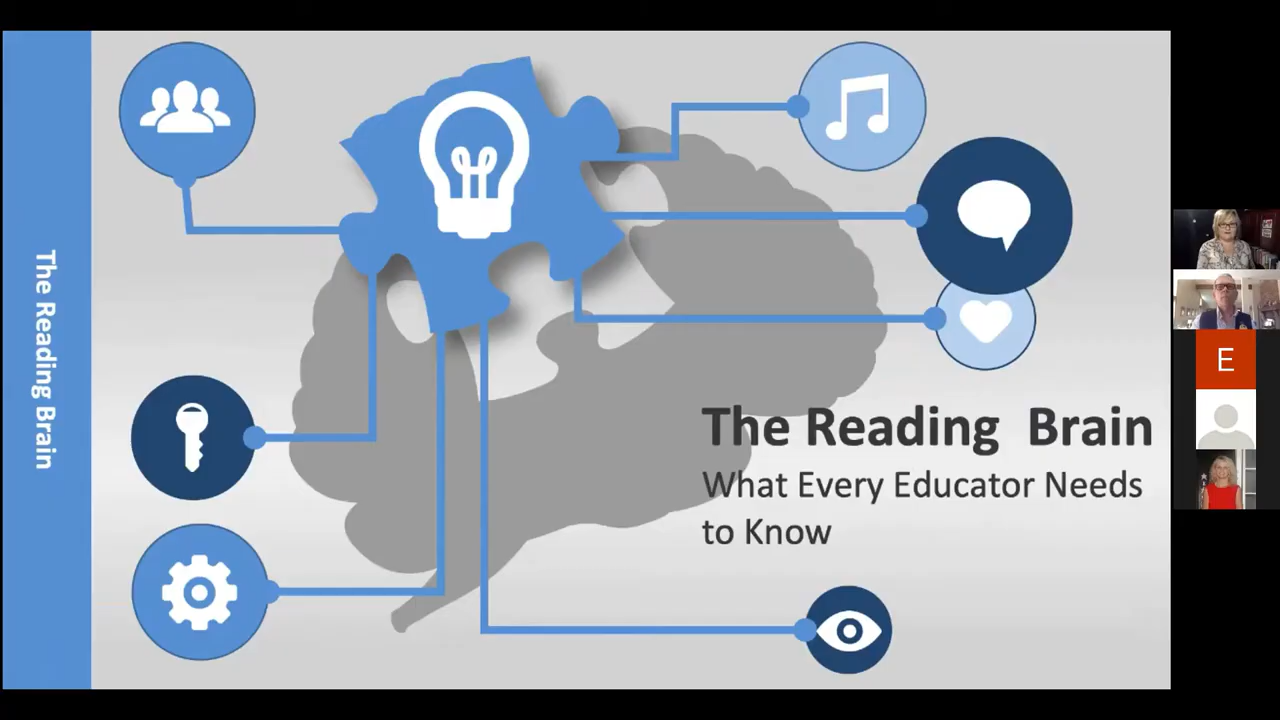 The Reading Brain
The Reading  Brain
What Every Educator Needs
to Know
E